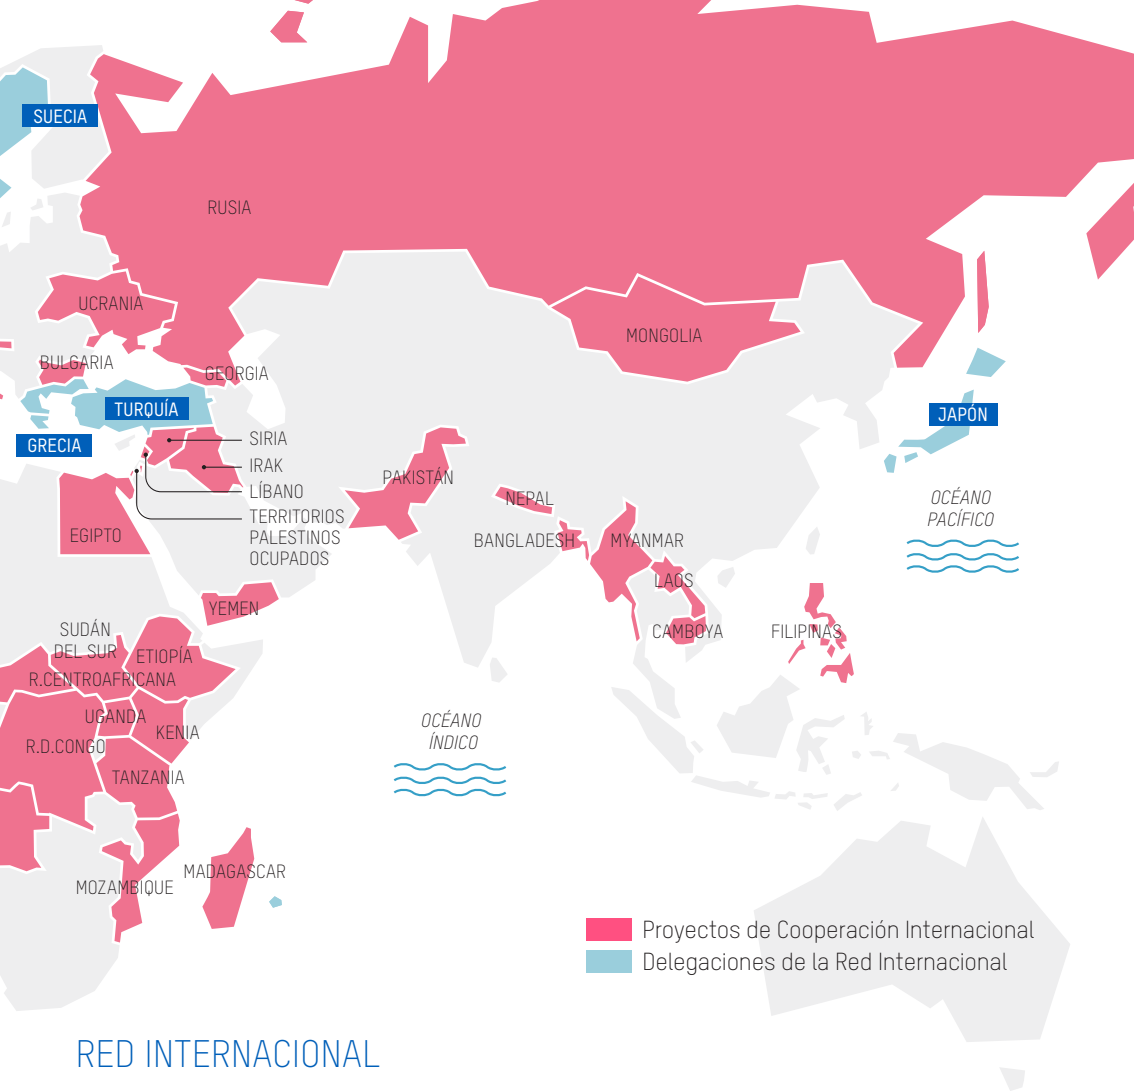 SUECIA
RUSIA
UCRANIA
MONGOLIA
BULGARIA
GEORGIA
TURQUÍA
JAPÓN
GRECIA
SIRIA
IRAK
LÍBANO
TERRITORIOS
PALESTINOS
OCUPADOS
PAKISTÁN
NEPAL
OCÉANO
PACÍFICO
EGIPTO
BANGLADESH
MYANMAR
LAOS
YEMEN
SUDÁN
DEL SUR
CAMBOYA
FILIPINAS
ETIOPÍA
R.CENTROAFRICANA
UGANDA
KENIA
OCÉANO
ÍNDICO
R.D.CONGO
TANZANIA
MADAGASCAR
MOZAMBIQUE
Proyectos de Cooperación Internacional
Delegaciones de la Red Internacional
RED INTERNACIONAL